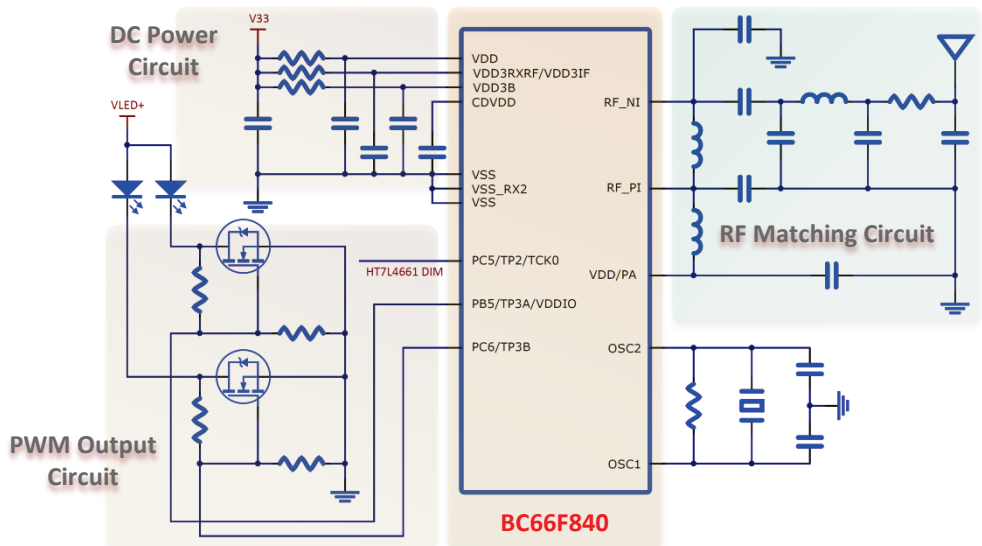 DC Power
Circuit
V33
VLED+
VDD
VDD3RXRF/VDD3IF
VDD3B
CDVDD
VSS
VSS_RX2
VSS
HT7L4661 DIM
PC5/TP2/TCK0
PB5/TP3A/VDDIO
PC6/TP3B
RF_NI
RF_PI
VDD/PA
OSC2
OSC1
RF Matching Circuit
PWM Output
Circuit
BC66F840